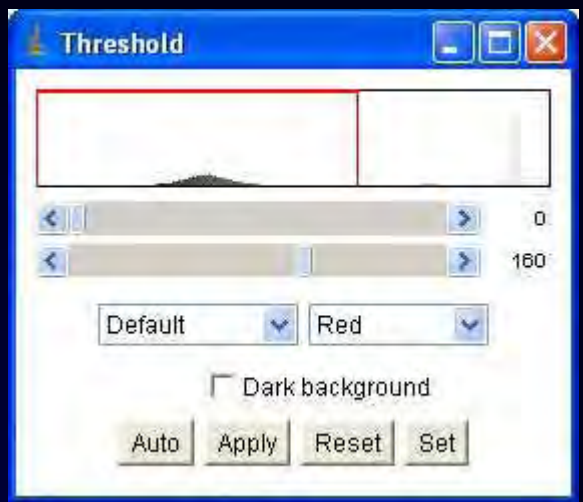 Threshold
0
160
Default Red
Dark background
Auto Apply Reset Set